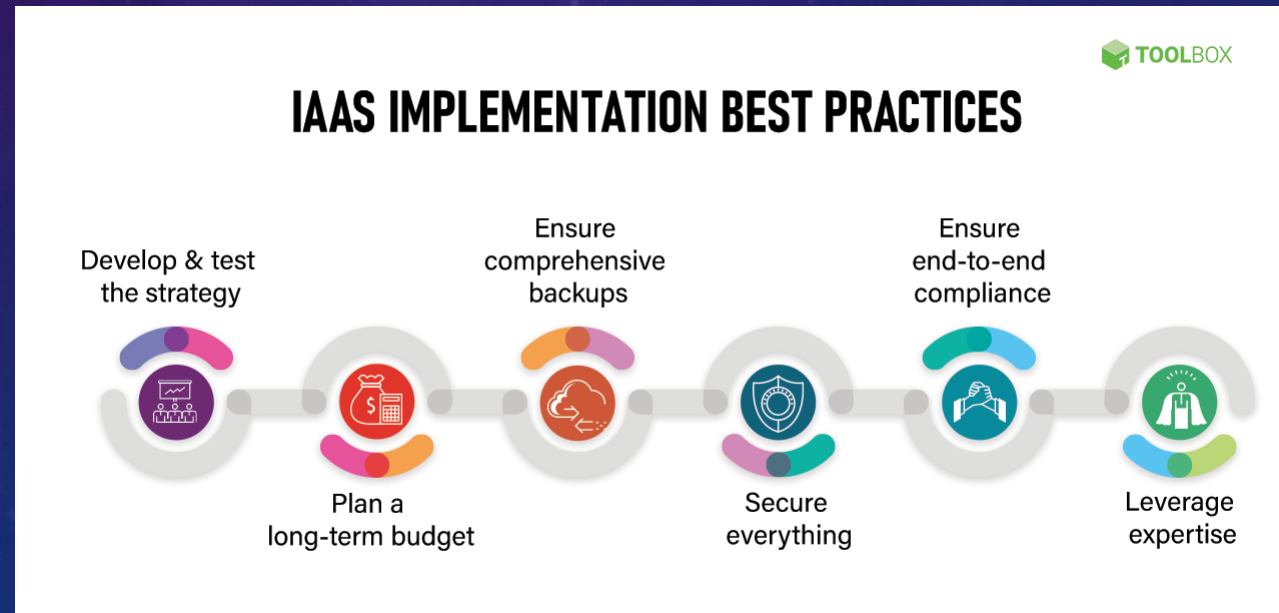 TOOLBOX
IAAS IMPLEMENTATION BEST PRACTICES
Develop & test
the strategy
Plan a
long-term budget
Ensure
comprehensive
backups
Secure
everything
Ensure
end-to-end
compliance
Leverage
expertise